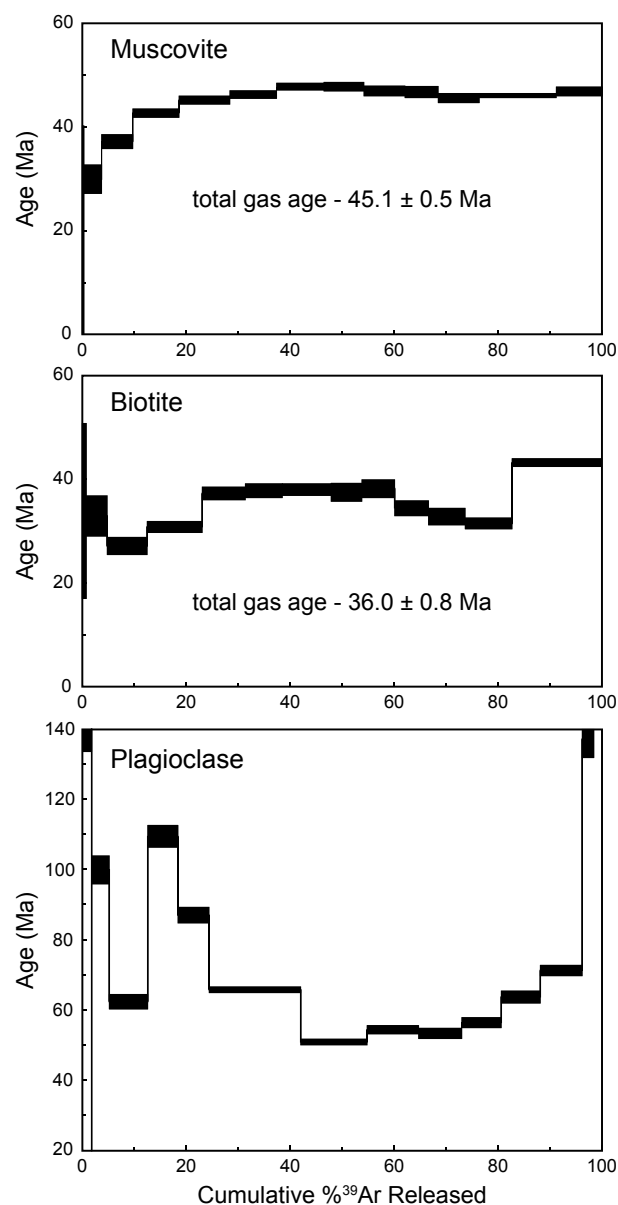 60
Muscovite
40
Age (Ma)
total gas age - 45.1 ± 0.5 Ma
20
0
0 20 40 60 80 100
60
Biotite
40
Age (Ma)
20
total gas age - 36.0 ± 0.8 Ma
0
0 20 40 60 80 100
140
Plagioclase
120
100
Age (Ma)
80
60
40
20
0 20 40 60 80 100
Cumulative %³⁹Ar Released